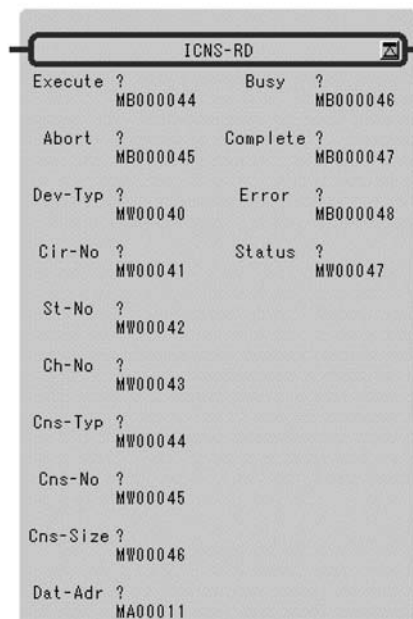 ICNS-RD
Execute ? Busy ?
MB000044 MB000046
Abort ? Complete ?
MB000045 MB000047
Dev-Typ ? Error ?
MW00040 MB000048
Cir-No ? Status ?
MW00041 MW00047
St-No ?
MW00042
Ch-No ?
MW00043
Cns-Typ ?
MW00044
Cns-No ?
MW00045
Cns-Size ?
MW00046
Dat-Adr ?
MA00011